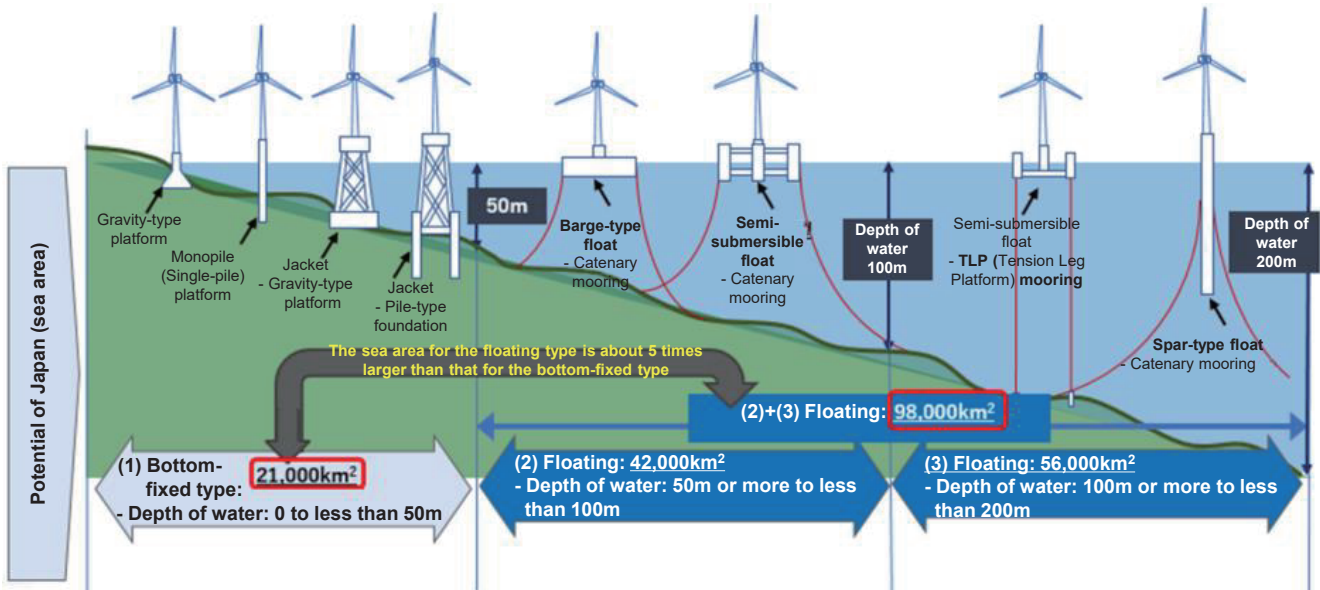 Potential of Japan (sea area)
Gravity-type
platform
Monopile
(Single-pile)
platform
Jacket
- Gravity-type
platform
Jacket
- Pile-type
foundation
50m
Barge-type
float
- Catenary
mooring
Semi-
submersible
float
- Catenary
mooring
Depth of
water
100m
Semi-submersible
float
- TLP (Tension Leg
Platform) mooring
Depth of
water
200m
Spar-type float
- Catenary mooring
The sea area for the floating type is about 5 times
larger than that for the bottom-fixed type
(2)+(3) Floating: 98,000km²
(1) Bottom-
fixed type: 21,000km²
- Depth of water: 0 to less than 50m
(2) Floating: 42,000km²
- Depth of water: 50m or more to less
than 100m
(3) Floating: 56,000km²
- Depth of water: 100m or more to less
than 200m